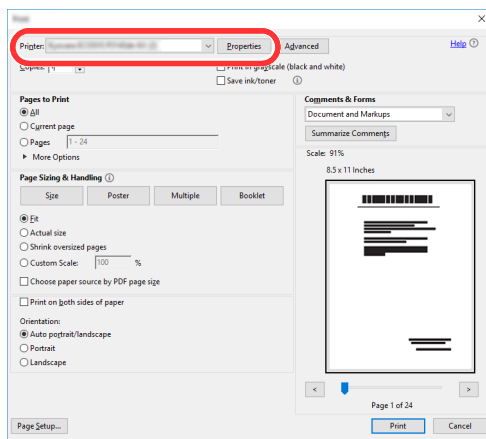 Print
Printer: Properties Advanced Help
Copies: Print in grayscale (black and white)
Save ink/toner
Pages to Print
All
Current page
Pages 1 - 24
More Options
Page Sizing & Handling
Size Poster Multiple Booklet
Fit
Actual size
Shrink oversized pages
Custom Scale: 100 %
Choose paper source by PDF page size
Print on both sides of paper
Orientation:
Auto portrait/landscape
Portrait
Landscape
Comments & Forms
Document and Markups
Summarize Comments
Scale: 91%
8.5 x 11 Inches
< >
Page 1 of 24
Page Setup... Print Cancel